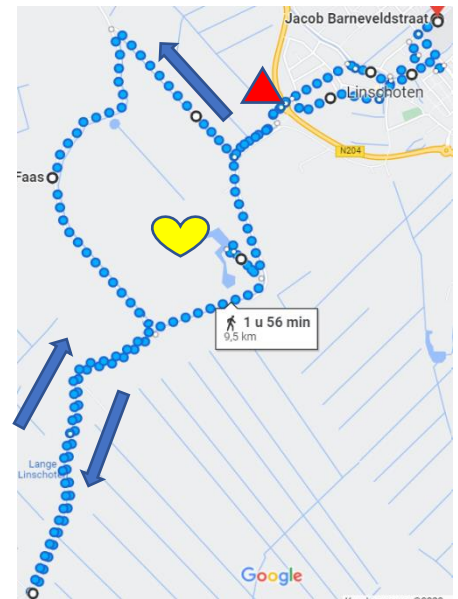 Jacob Barneveldstraat
Linschoten
N204
Faas
1 u 56 min
9,5 km
Lange
Linschoten
Google